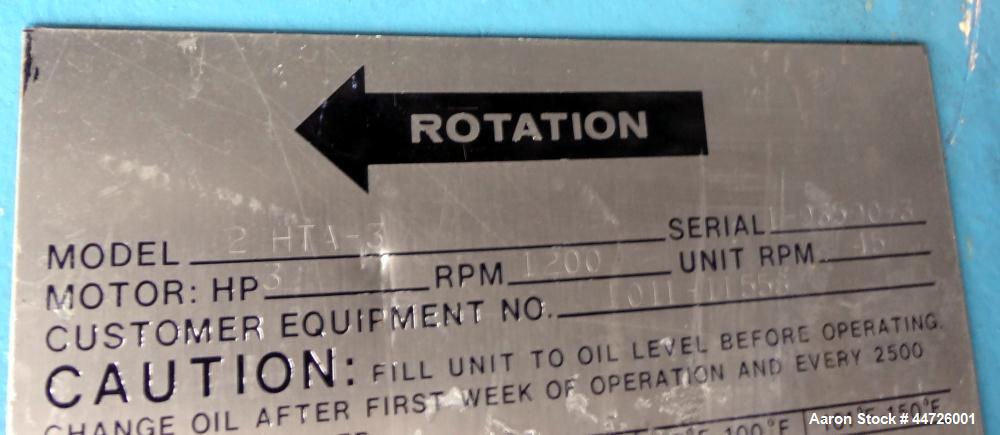 ROTATION
MODEL 2 HTA-3 SERIAL
MOTOR: HP 3 RPM 1200 UNIT RPM 45
CUSTOMER EQUIPMENT NO.
CAUTION: FILL UNIT TO OIL LEVEL BEFORE OPERATING.
CHANGE OIL AFTER FIRST WEEK OF OPERATION AND EVERY 2500
100°F
Aaron Stock # 44726001